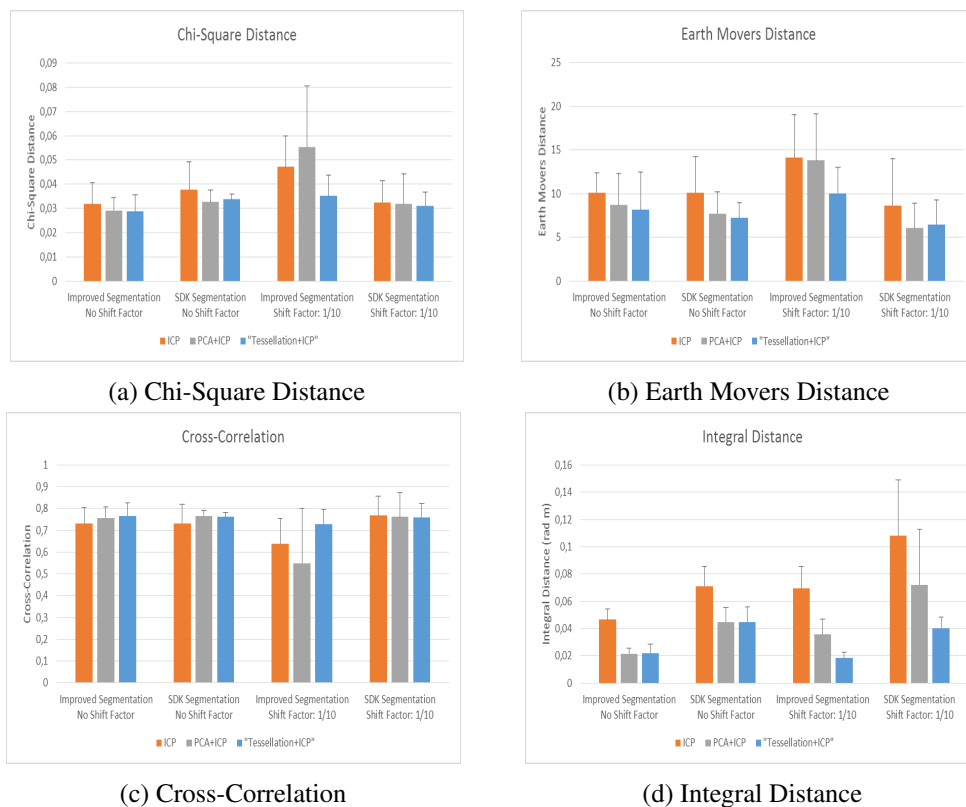 Chi-Square Distance
0,09
0,08
0,07
0,06
0,05
0,04
0,03
0,02
0,01
0
Chi-Square Distance
Improved Segmentation
No Shift Factor
SDK Segmentation
No Shift Factor
Improved Segmentation
Shift Factor: 1/10
SDK Segmentation
Shift Factor: 1/10
ICP PCA+ICP "Tessellation+ICP"
(a) Chi-Square Distance
Earth Movers Distance
25
20
15
10
5
0
Earth Movers Distance
Improved Segmentation
No Shift Factor
SDK Segmentation
No Shift Factor
Improved Segmentation
Shift Factor: 1/10
SDK Segmentation
Shift Factor: 1/10
ICP PCA+ICP "Tessellation+ICP"
(b) Earth Movers Distance
Cross-Correlation
1
0,9
0,8
0,7
0,6
0,5
0,4
0,3
0,2
0,1
0
Cross-Correlation
Improved Segmentation
No Shift Factor
SDK Segmentation
No Shift Factor
Improved Segmentation
Shift Factor: 1/10
SDK Segmentation
Shift Factor: 1/10
ICP PCA+ICP "Tessellation+ICP"
(c) Cross-Correlation
Integral Distance
0,16
0,14
0,12
0,1
0,08
0,06
0,04
0,02
0
Integral Distance (rad m)
Improved Segmentation
No Shift Factor
SDK Segmentation
No Shift Factor
Improved Segmentation
Shift Factor: 1/10
SDK Segmentation
Shift Factor: 1/10
ICP PCA+ICP "Tessellation+ICP"
(d) Integral Distance